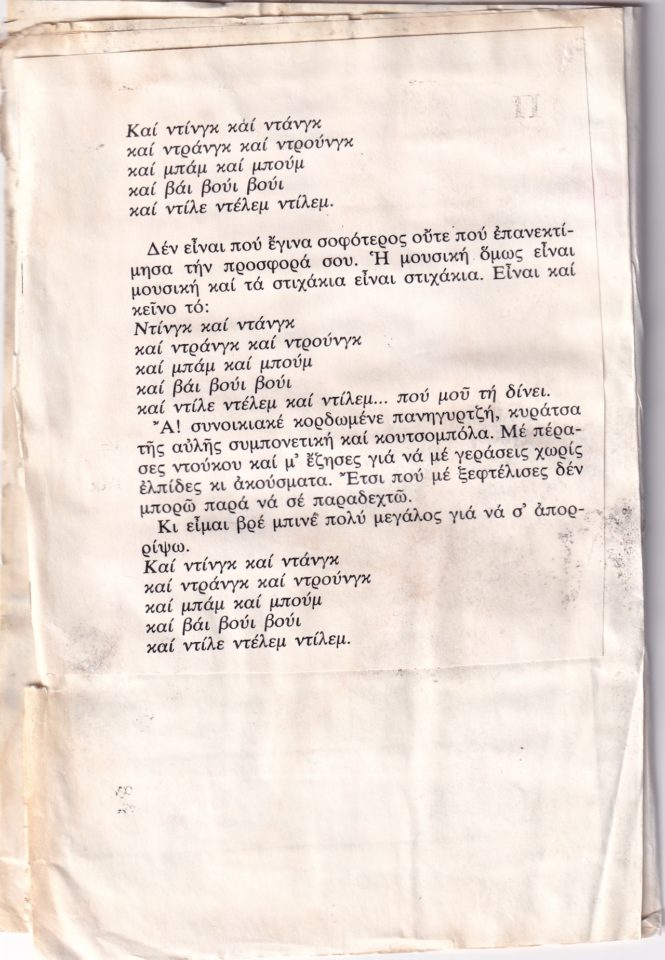 Καί ντίνγκ καί ντάνγκ
καί ντράνγκ καί ντρούνγκ
καί μπάμ καί μπούμ
καί βάι βούι βούι
καί ντίλε ντέλεμ ντίλεμ.
Δέν εἶναι πού ἔγινα σοφότερος οὔτε πού ἐπανεκτί-
μησα τήν προσφορά σου. Ἡ μουσική ὅμως εἶναι
μουσική καί τά στιχάκια εἶναι στιχάκια. Εἶναι καί
κεῖνο τό:
Ντίνγκ καί ντάνγκ
καί ντράνγκ καί ντρούνγκ
καί μπάμ καί μπούμ
καί βάι βούι βούι
καί ντίλε ντέλεμ καί ντίλεμ... πού μοῦ τή δίνει.
Ἄ! συνοικιακέ κορδωμένε πανηγυρτζή, κυράτσα
τῆς αὐλῆς συμπονετική καί κουτσομπόλα. Μέ πέρα-
σες ντούκου καί μ' ἔζησες γιά νά μέ γεράσεις χωρίς
ἐλπίδες κι ἀκούσματα. Ἔτσι πού μέ ξεφτέλισες δέν
μπορῶ παρά νά σέ παραδεχτῶ.
Κι εἶμαι βρέ μπινέ πολύ μεγάλος γιά νά σ' ἀπορ-
ρίψω.
Καί ντίνγκ καί ντάνγκ
καί ντράνγκ καί ντρούνγκ
καί μπάμ καί μπούμ
καί βάι βούι βούι
καί ντίλε ντέλεμ ντίλεμ.